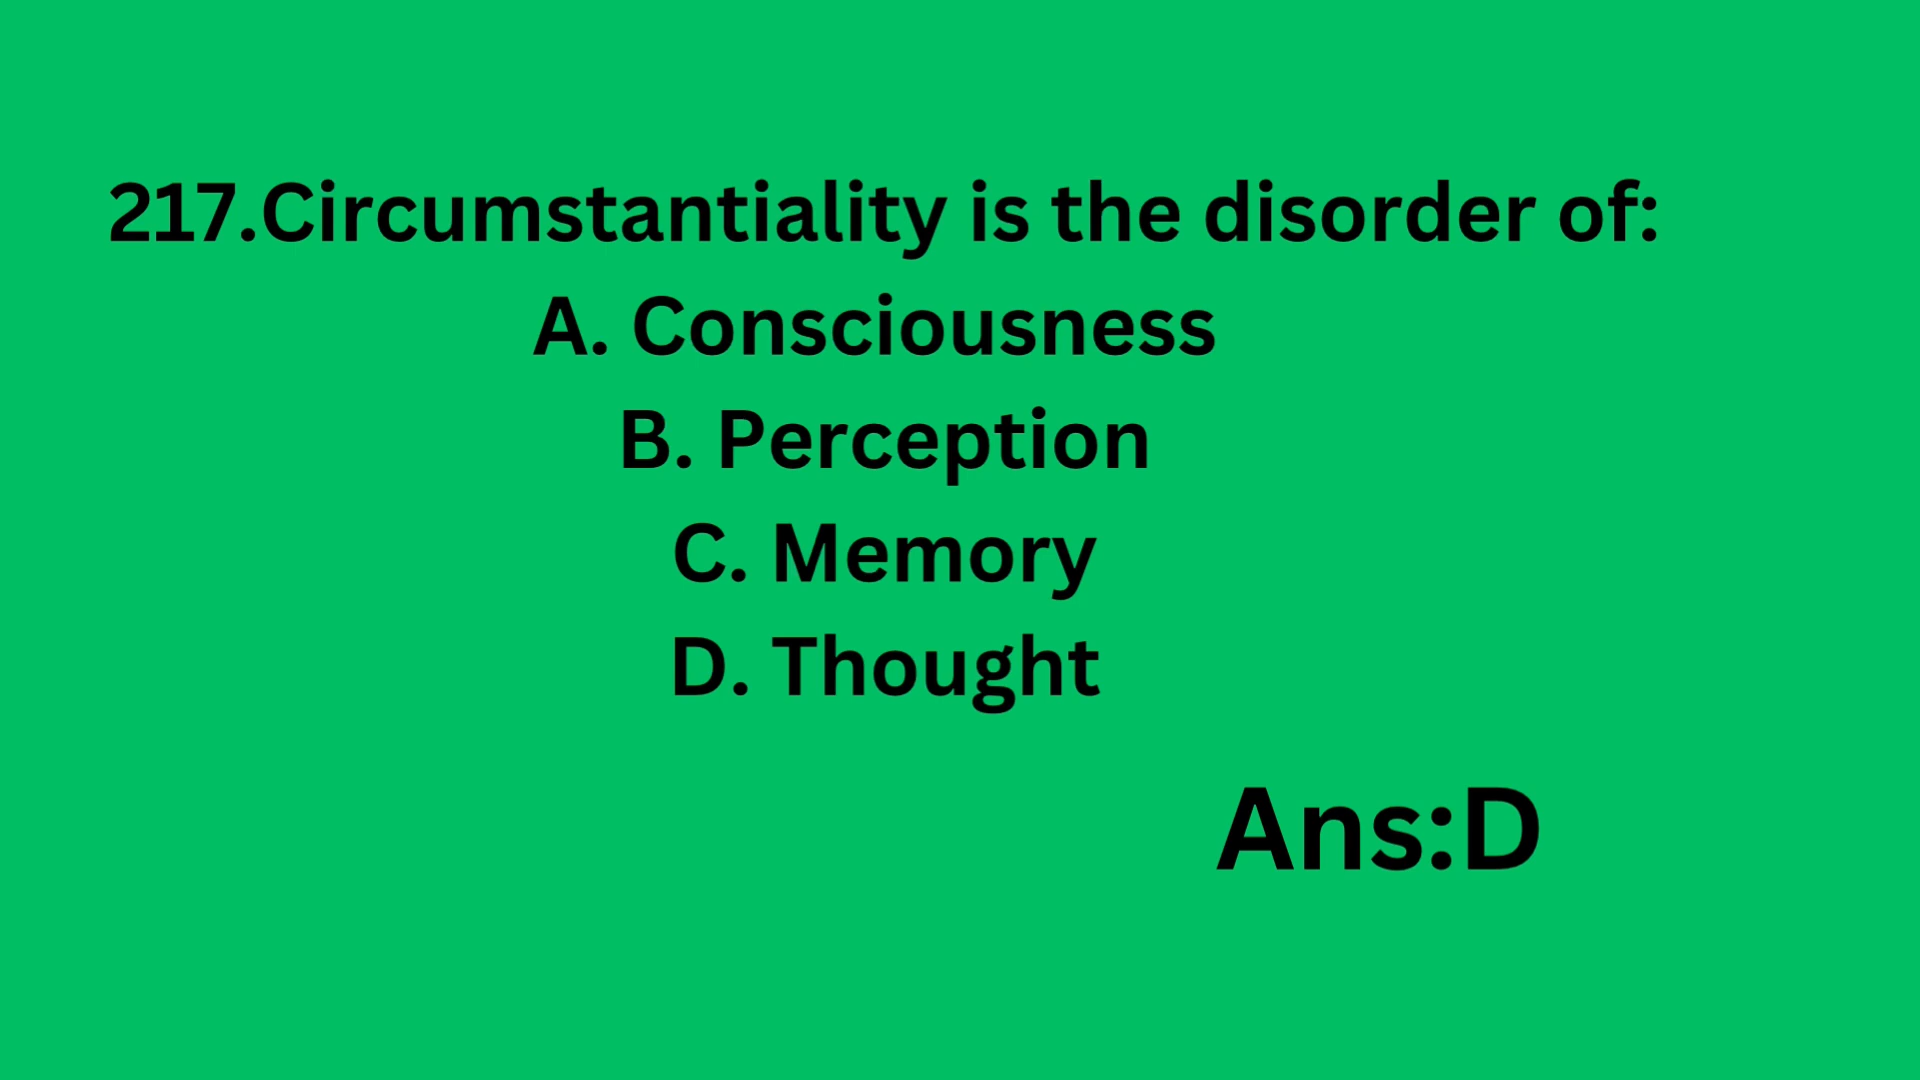 217.Circumstantiality is the disorder of:
A. Consciousness
B. Perception
C. Memory
D. Thought
Ans:D